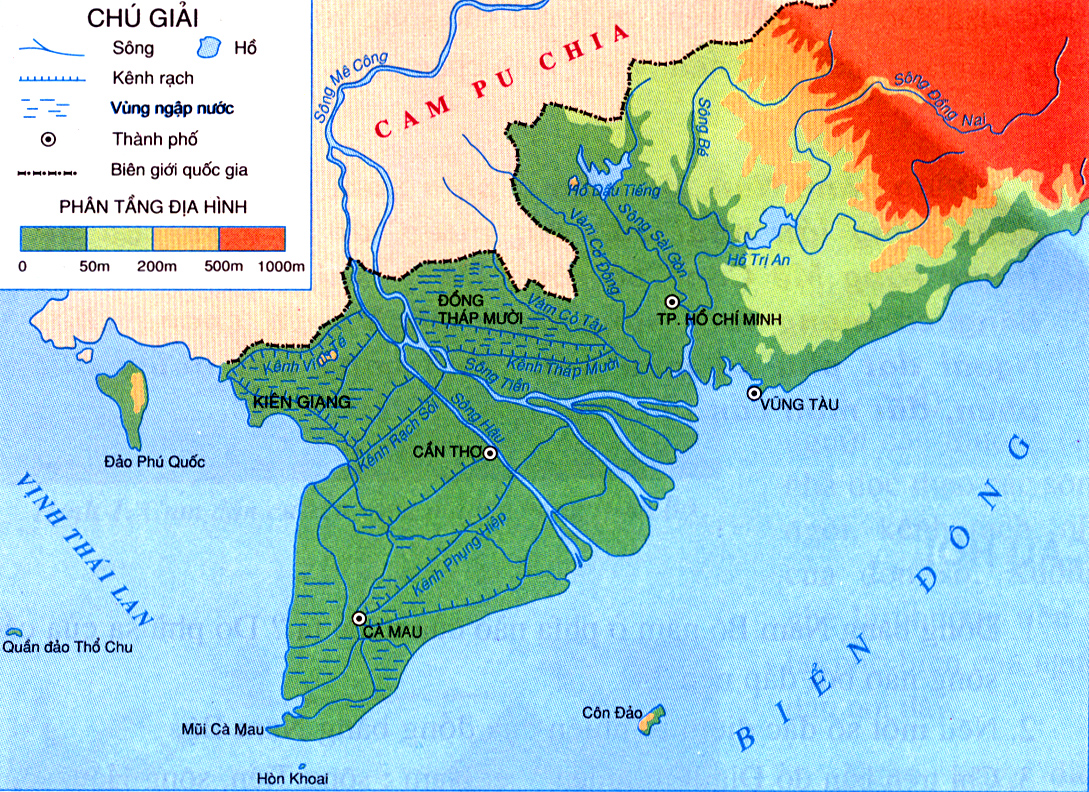 CHÚ GIẢI
Sông
Hồ
Kênh rạch
Vùng ngập nước
Thành phố
Biên giới quốc gia
PHÂN TẦNG ĐỊA HÌNH
0 50m 200m 500m 1000m
Sông Mê Công
CAM PU CHIA
Sông Đồng Nai
Sông Bé
Hồ Dầu Tiếng
Sông Sài Gòn
Vàm Cỏ Đông
Hồ Trị An
ĐỒNG
THÁP MƯỜI
Vàm Cỏ Tây
TP. HỒ CHÍ MINH
Kênh Vĩnh Tế
Kênh Tháp Mười
Sông Tiền
KIÊN GIANG
VŨNG TÀU
Kênh Rạch Sỏi
Sông Hậu
CẦN THƠ
Đảo Phú Quốc
VỊNH THÁI LAN
BIỂN ĐÔNG
Kênh Phụng Hiệp
CÀ MAU
Quần đảo Thổ Chu
Mũi Cà Mau
Côn Đảo
Hòn Khoai